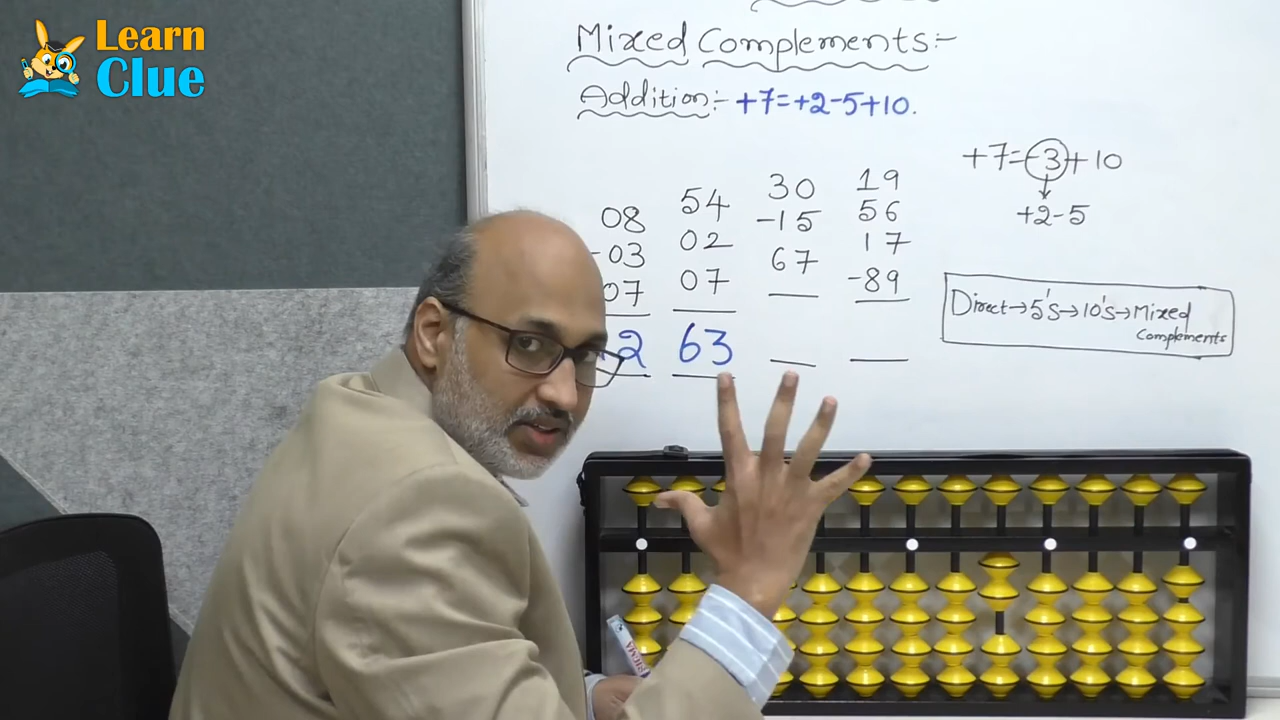 Learn
Clue
Mixed Complements:-
Addition:- +7=+2-5+10.
+7=-3+10
+2-5
08 54 30 19
-03 02 -15 56
07 07 67 17
-89
63
Direct→5's→10's→Mixed
Complements